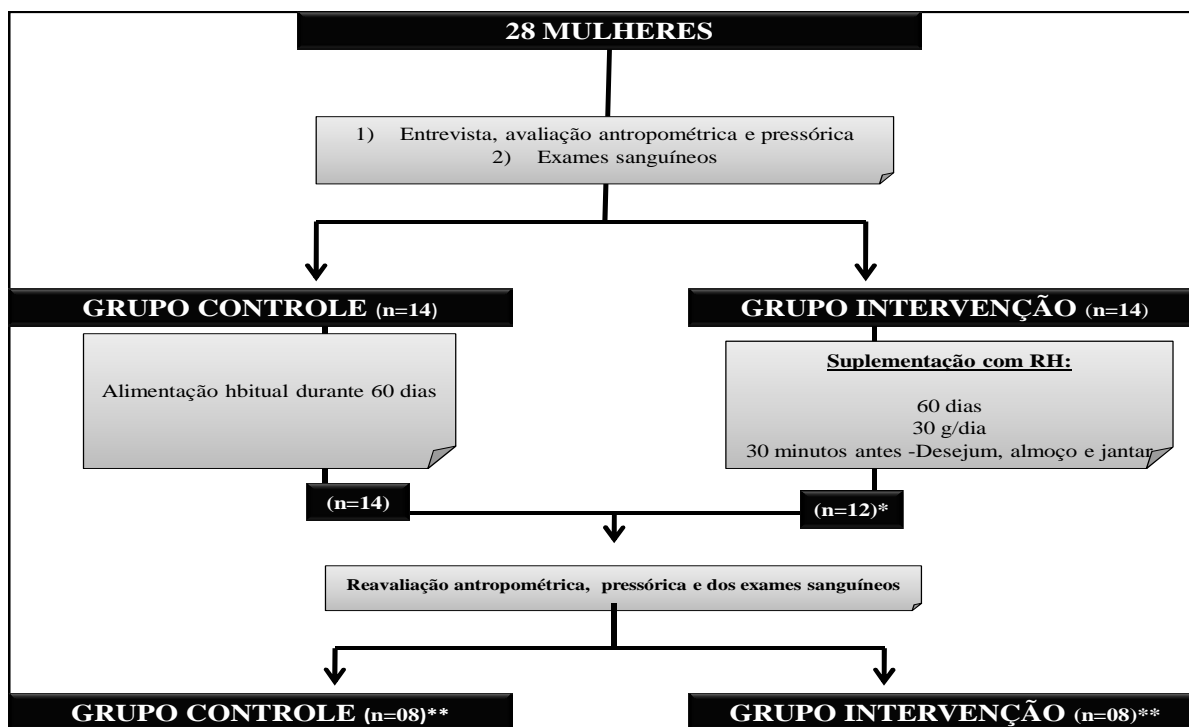 28 MULHERES
1) Entrevista, avaliação antropométrica e pressórica
2) Exames sanguíneos
GRUPO CONTROLE (n=14)
GRUPO INTERVENÇÃO (n=14)
Alimentação hbitual durante 60 dias
Suplementação com RH:
60 dias
30 g/dia
30 minutos antes -Desejum, almoço e jantar
(n=14)
(n=12)*
Reavaliação antropométrica, pressórica e dos exames sanguíneos
GRUPO CONTROLE (n=08)**
GRUPO INTERVENÇÃO (n=08)**